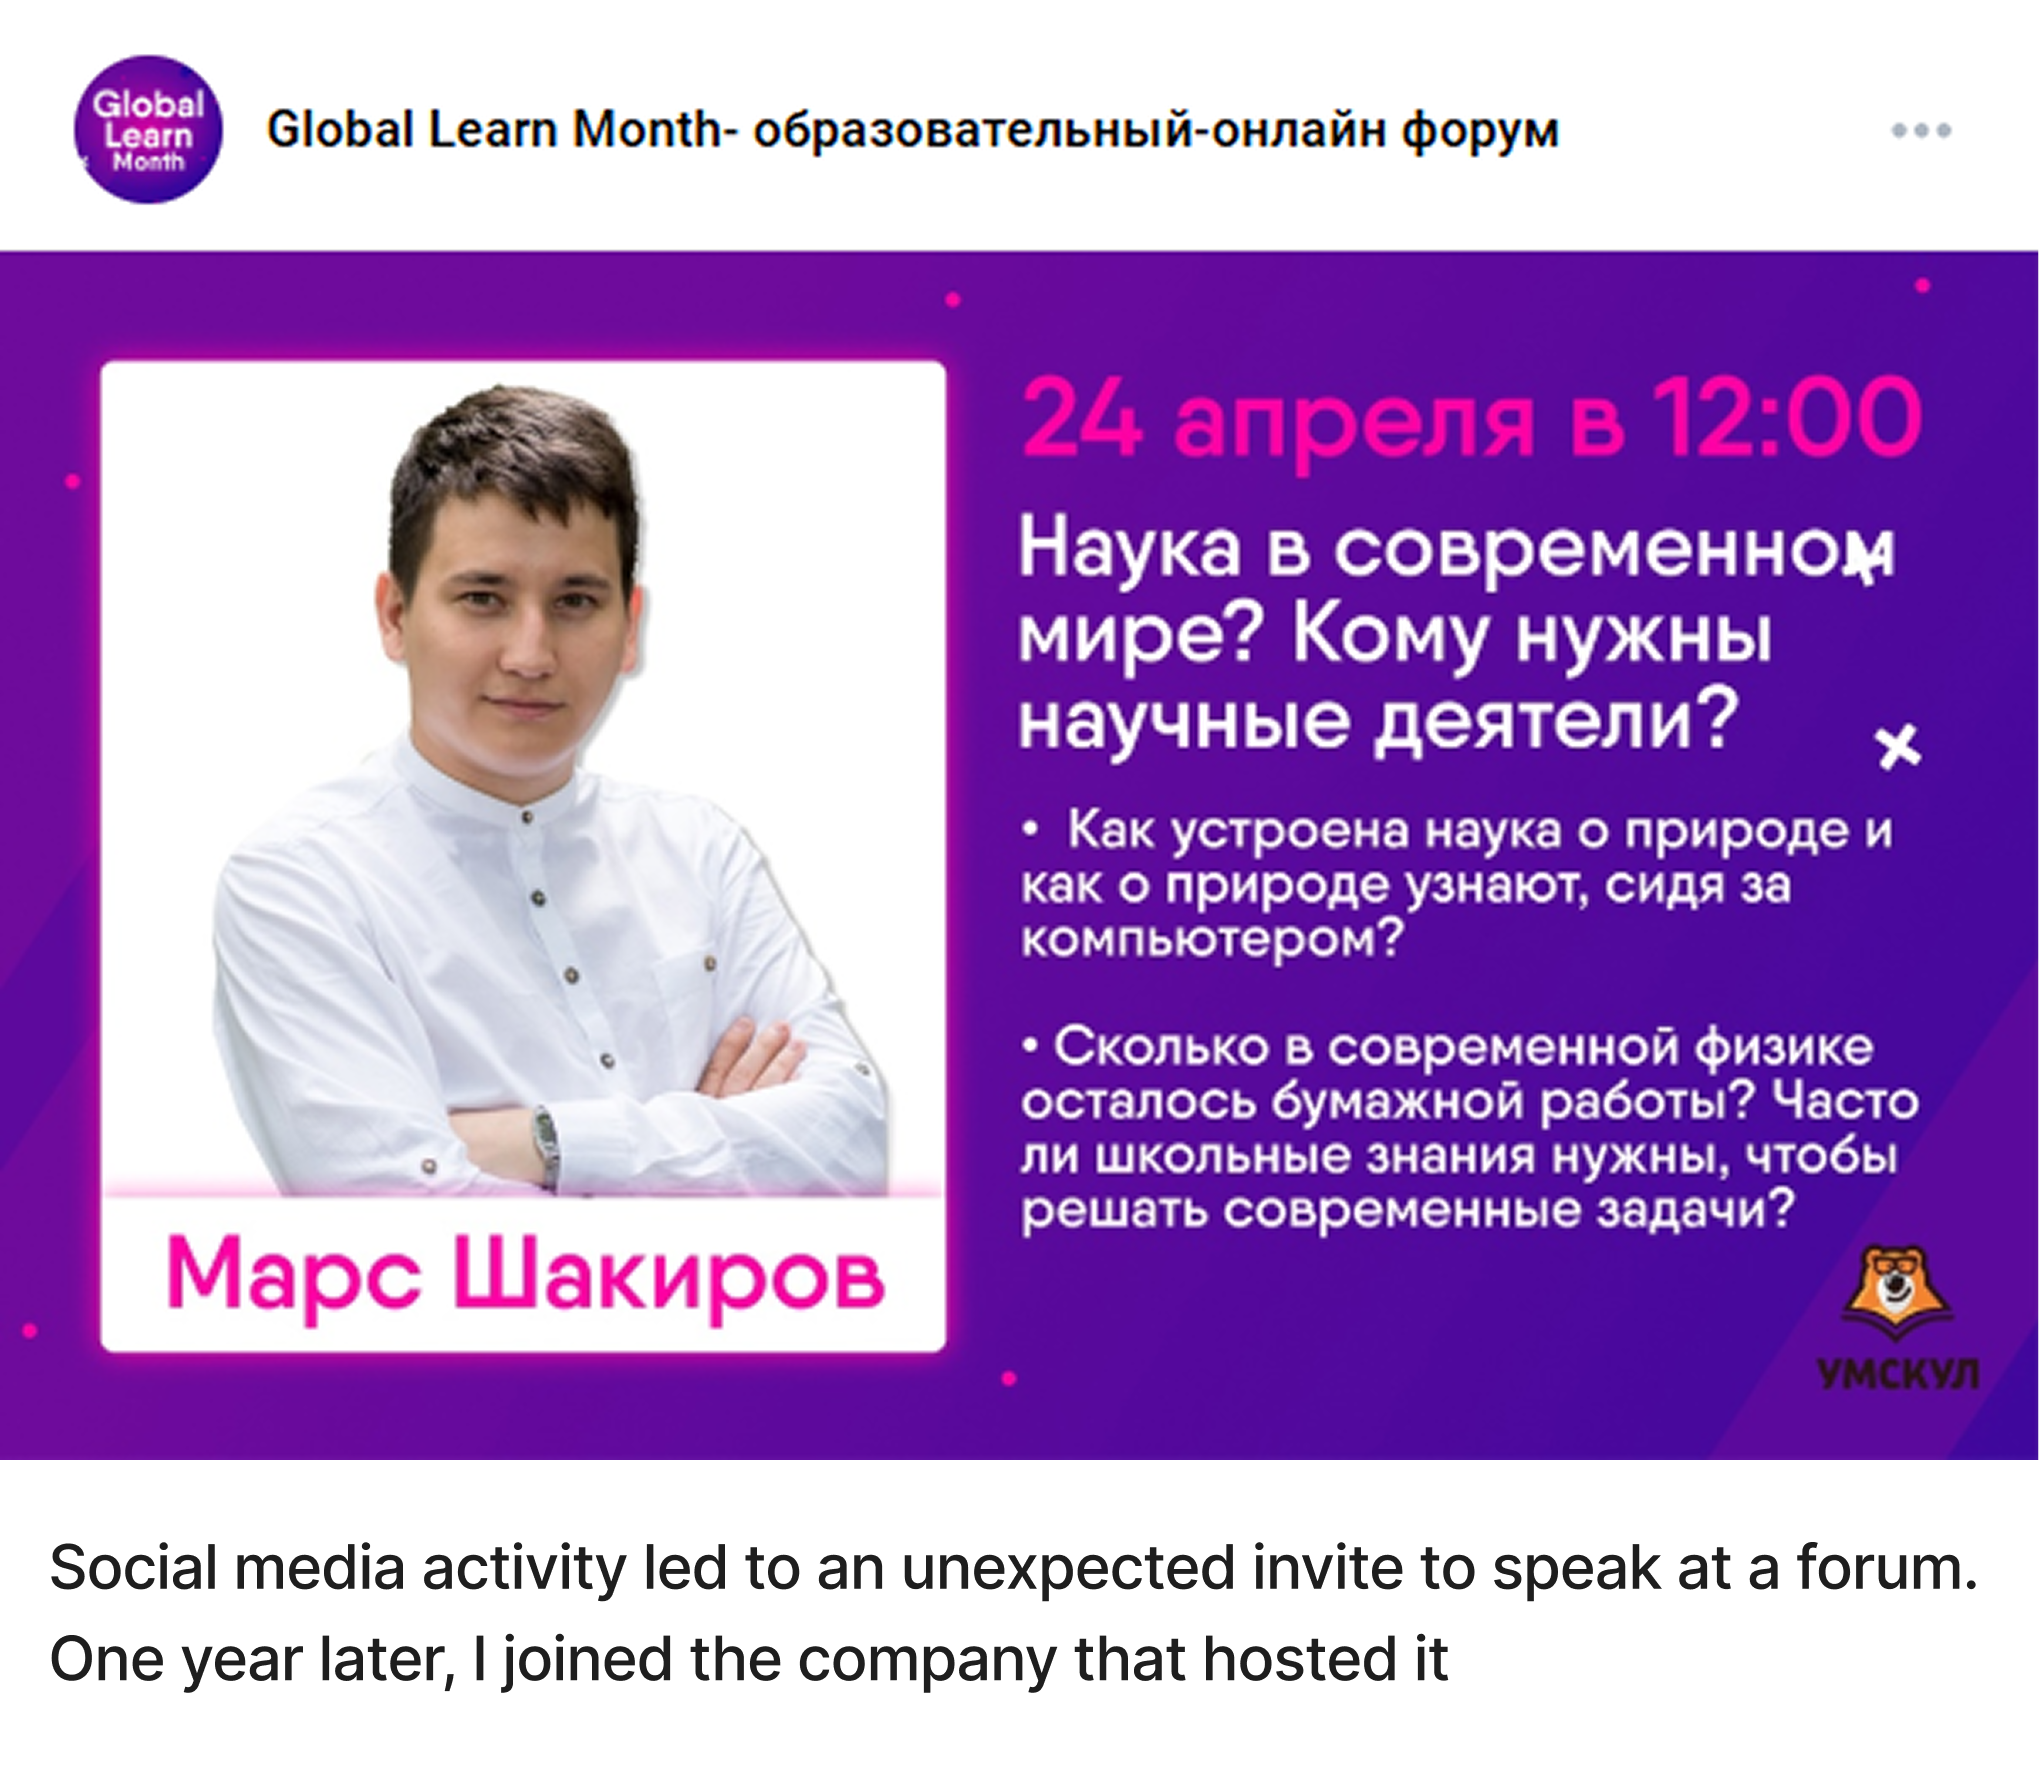 Global
Learn
Month
Global Learn Month- образовательный-онлайн форум
24 апреля в 12:00
Наука в современном
мире? Кому нужны
научные деятели?
• Как устроена наука о природе и
как о природе узнают, сидя за
компьютером?
• Сколько в современной физике
осталось бумажной работы? Часто
ли школьные знания нужны, чтобы
решать современные задачи?
Марс Шакиров
УМСКУЛ
Social media activity led to an unexpected invite to speak at a forum.
One year later, I joined the company that hosted it